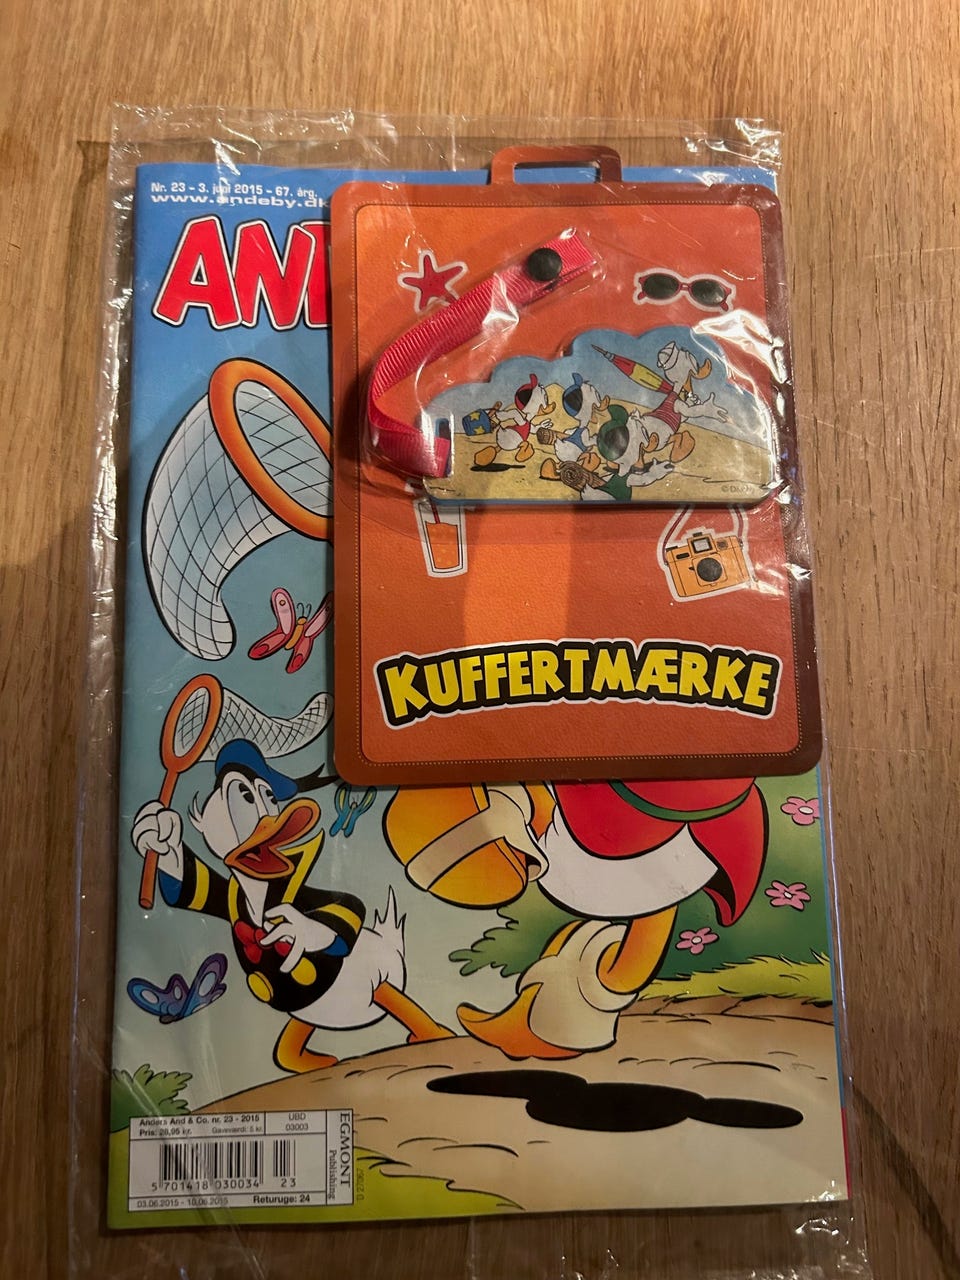 Nr. 23 - 3. juni 2015 - 67. årg.
www.andeby.dk
AND
© Disney
KUFFERTMÆRKE
Anders And & Co. nr. 23 - 2015
Pris: 28,95 kr. Gaveværdi: 5 kr.
UBD
03003
EGMONT
Publishing
5 701418 030034 23
03.06.2015 - 10.06.2015 Returuge: 24